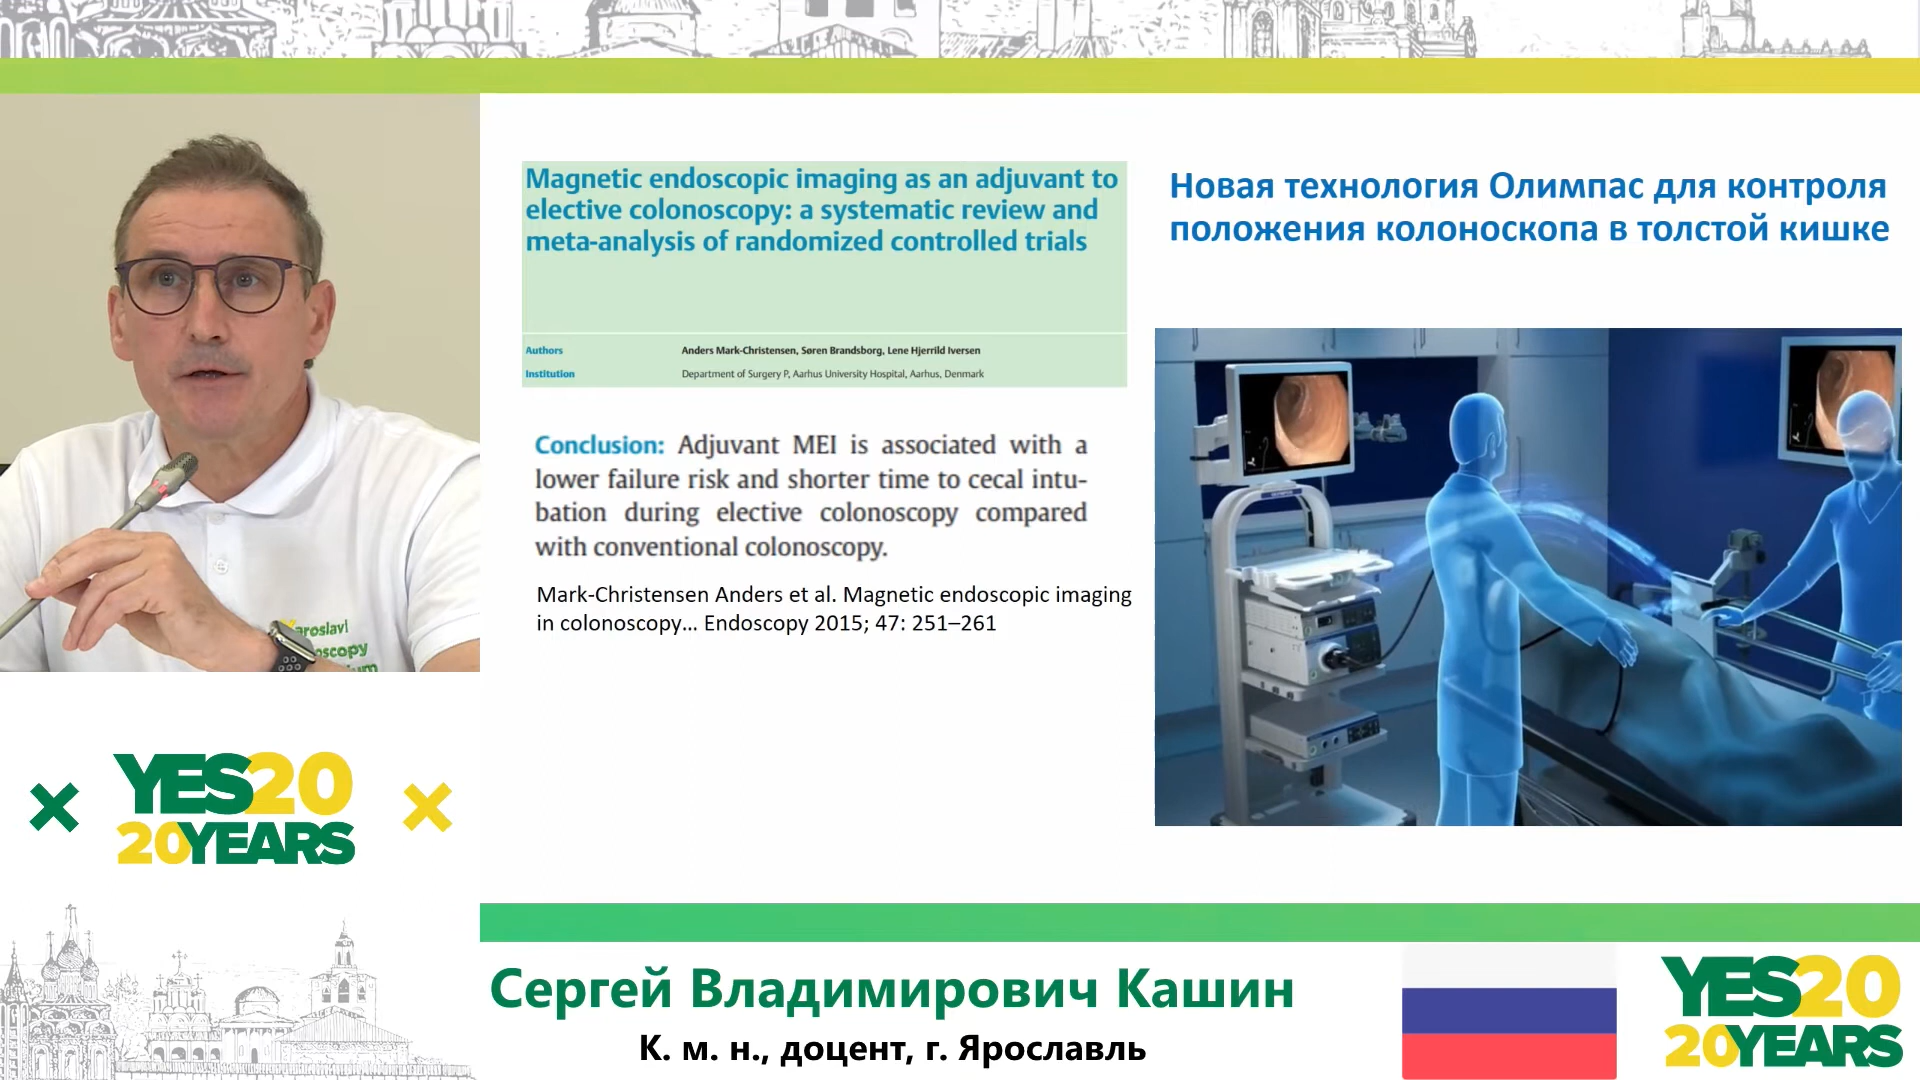 Magnetic endoscopic imaging as an adjuvant to
elective colonoscopy: a systematic review and
meta-analysis of randomized controlled trials
Authors Anders Mark-Christensen, Søren Brandsborg, Lene Hjerrild Iversen
Institution Department of Surgery P, Aarhus University Hospital, Aarhus, Denmark
Conclusion: Adjuvant MEI is associated with a
lower failure risk and shorter time to cecal intu-
bation during elective colonoscopy compared
with conventional colonoscopy.
Mark-Christensen Anders et al. Magnetic endoscopic imaging
in colonoscopy... Endoscopy 2015; 47: 251–261
Новая технология Олимпас для контроля
положения колоноскопа в толстой кишке
YES20
20YEARS
Сергей Владимирович Кашин
К. м. н., доцент, г. Ярославль
YES20
20YEARS